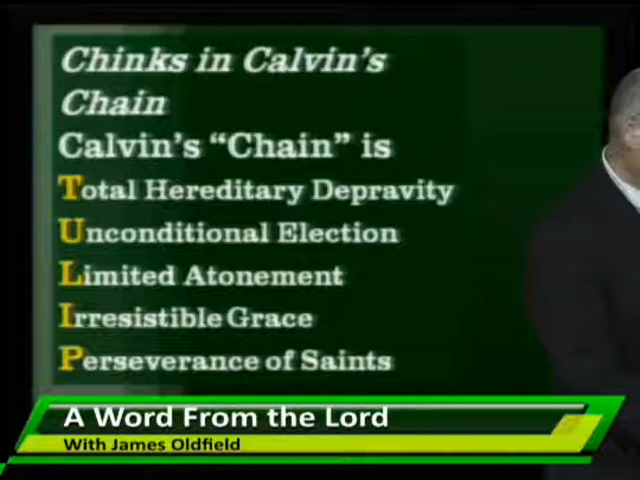 Chinks in Calvin's
Chain
Calvin's "Chain" is
Total Hereditary Depravity
Unconditional Election
Limited Atonement
Irresistible Grace
Perseverance of Saints
A Word From the Lord
With James Oldfield